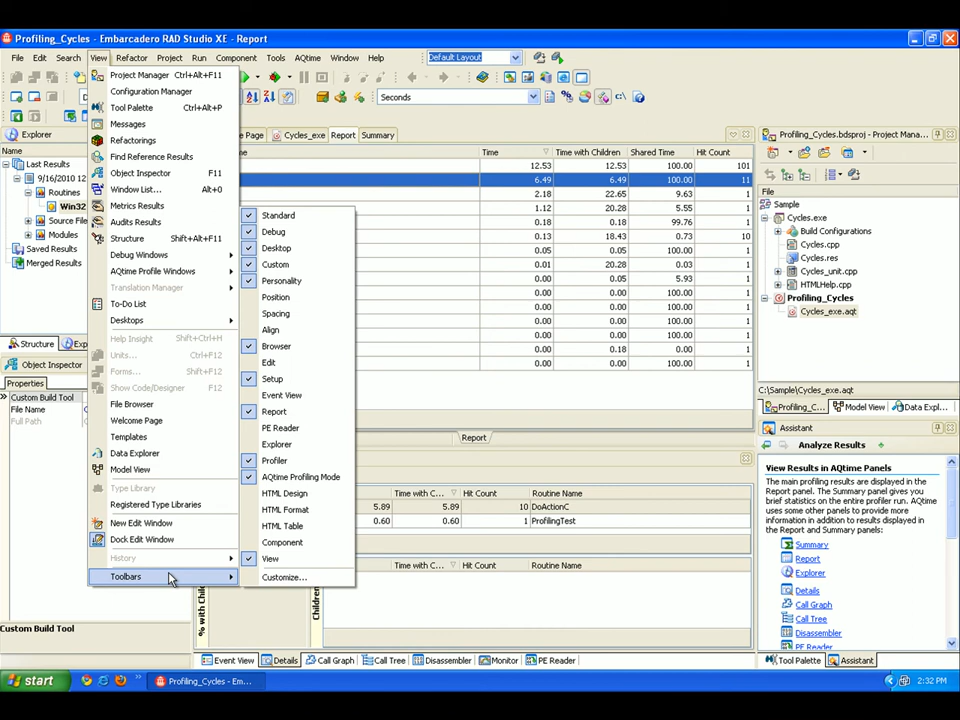 Profiling_Cycles - Embarcadero RAD Studio XE - Report
File Edit Search View Refactor Project Run Component Tools AQtime Window Help Default Layout
Project Manager Ctrl+Alt+F11
Configuration Manager
Tool Palette Ctrl+Alt+P
Messages
Refactorings
Find Reference Results
Object Inspector F11
Window List... Alt+0
Metrics Results
Audits Results
Structure Shift+Alt+F11
Debug Windows
AQtime Profile Windows
Translation Manager
To-Do List
Desktops
Help Insight Shift+Ctrl+H
Units... Ctrl+F12
Forms... Shift+F12
Show Code/Designer F12
File Browser
Welcome Page
Templates
Data Explorer
Model View
Type Library
Registered Type Libraries
New Edit Window
Dock Edit Window
History
Toolbars
Standard
Debug
Desktop
Custom
Personality
Position
Spacing
Align
Browser
Edit
Setup
Event View
Report
PE Reader
Explorer
Profiler
AQtime Profiling Mode
HTML Design
HTML Format
HTML Table
Component
View
Customize...
Seconds
Explorer
Name
Last Results
9/16/2010
Routines
Win32
Source File
Modules
Saved Results
Merged Results
Structure
Object Inspector
Properties
Custom Build Tool
File Name
Full Path
Custom Build Tool
Page Cycles_exe Report Summary
Time Time with Children Shared Time Hit Count
12.53 12.53 100.00 101
6.49 6.49 100.00 11
2.18 22.65 9.63 1
1.12 20.28 5.55 1
0.18 0.18 99.76 1
0.13 18.43 0.73 10
0.05 0.05 100.00 1
0.01 20.28 0.03 1
0.00 0.05 5.93 1
0.00 0.00 100.00 1
0.00 0.00 100.00 1
0.00 0.18 0.00 1
0.00 0.00 100.00 1
Report
Time with C... Hit Count Routine Name
5.89 5.89 10 DoActionC
0.60 0.60 1 ProfilingTest
Time with C... Hit Count Routine Name
Event View Details Call Graph Call Tree Disassembler Monitor PE Reader
Profiling_Cycles.bdsproj - Project Mana...
File
Sample
Cycles.exe
Build Configurations
Cycles.cpp
Cycles.res
Cycles_unit.cpp
HTMLHelp.cpp
Profiling_Cycles
Cycles_exe.aqt
C:\Sample\Cycles_exe.aqt
Profiling_C... Model View Data Expl...
Assistant
Analyze Results
View Results in AQtime Panels
The main profiling results are displayed in the Report panel. The Summary panel gives you brief statistics on the entire profiler run. AQtime uses some other panels to give you more information in addition to results displayed in the Report panel.
Summary
Report
Explorer
Details
Call Graph
Call Tree
Disassembler
PE Reader
Tool Palette Assistant
start Profiling_Cycles - Em... 2:32 PM